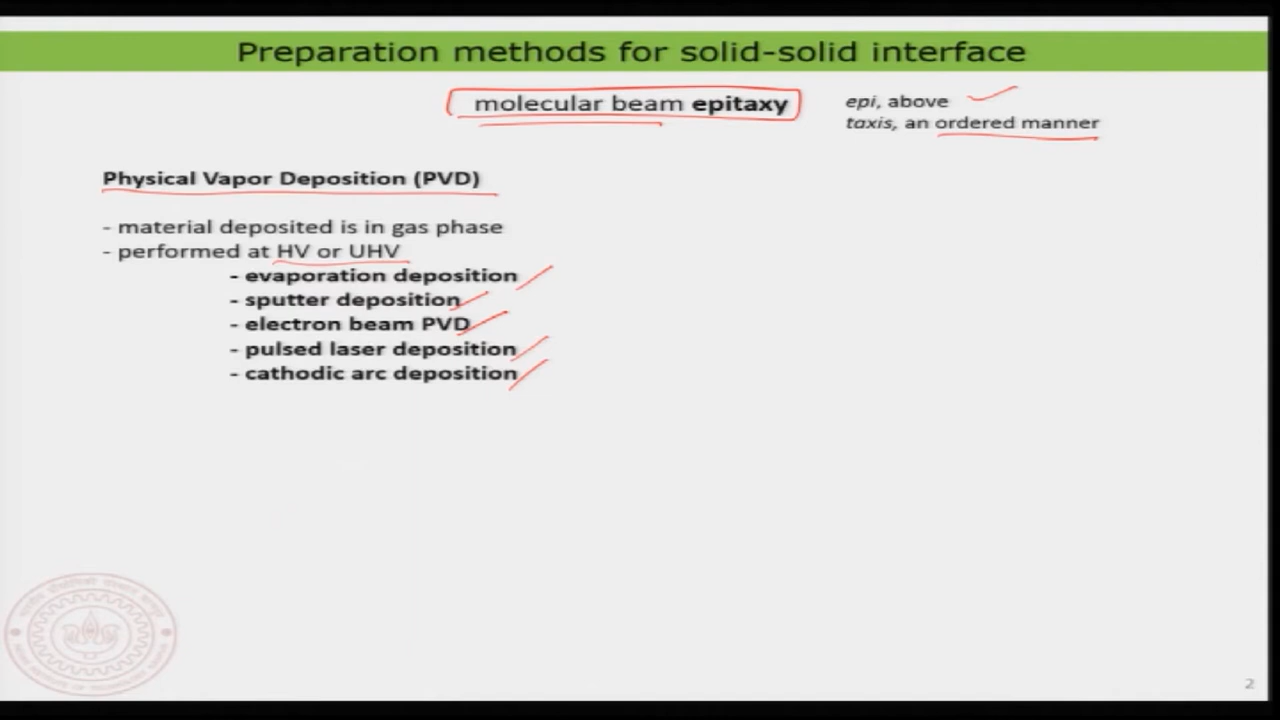 Preparation methods for solid-solid interface
molecular beam epitaxy
epi, above
taxis, an ordered manner
Physical Vapor Deposition (PVD)
- material deposited is in gas phase
- performed at HV or UHV
- evaporation deposition
- sputter deposition
- electron beam PVD
- pulsed laser deposition
- cathodic arc deposition
2